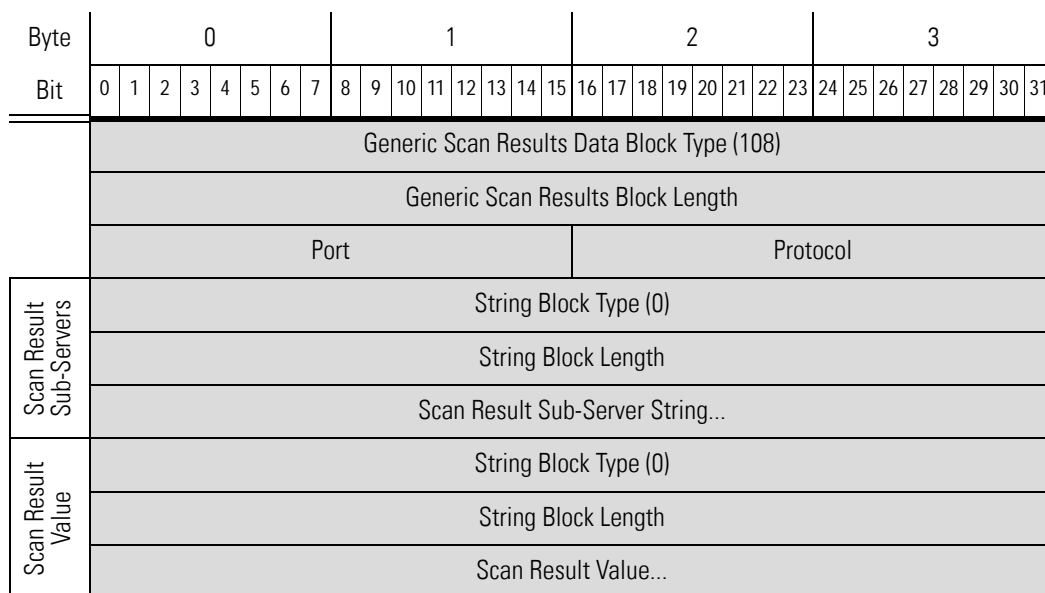 Byte 0 1 2 3
Bit 0 1 2 3 4 5 6 7 8 9 10 11 12 13 14 15 16 17 18 19 20 21 22 23 24 25 26 27 28 29 30 31
Generic Scan Results Data Block Type (108)
Generic Scan Results Block Length
Port Protocol
Scan Result
Sub-Servers
String Block Type (0)
String Block Length
Scan Result Sub-Server String...
Scan Result
Value
String Block Type (0)
String Block Length
Scan Result Value...